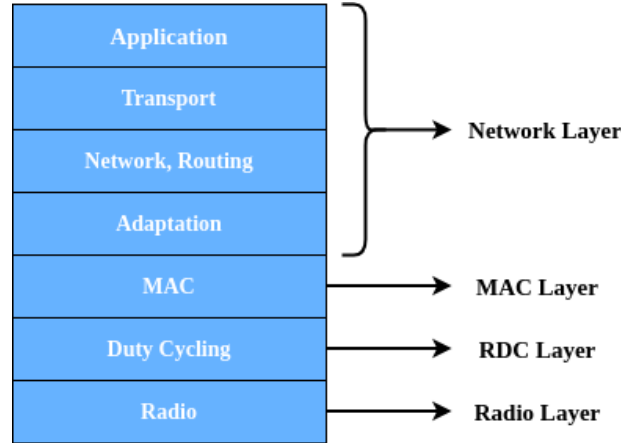 Application
Transport
Network, Routing
Adaptation
MAC
Duty Cycling
Radio
Network Layer
MAC Layer
RDC Layer
Radio Layer